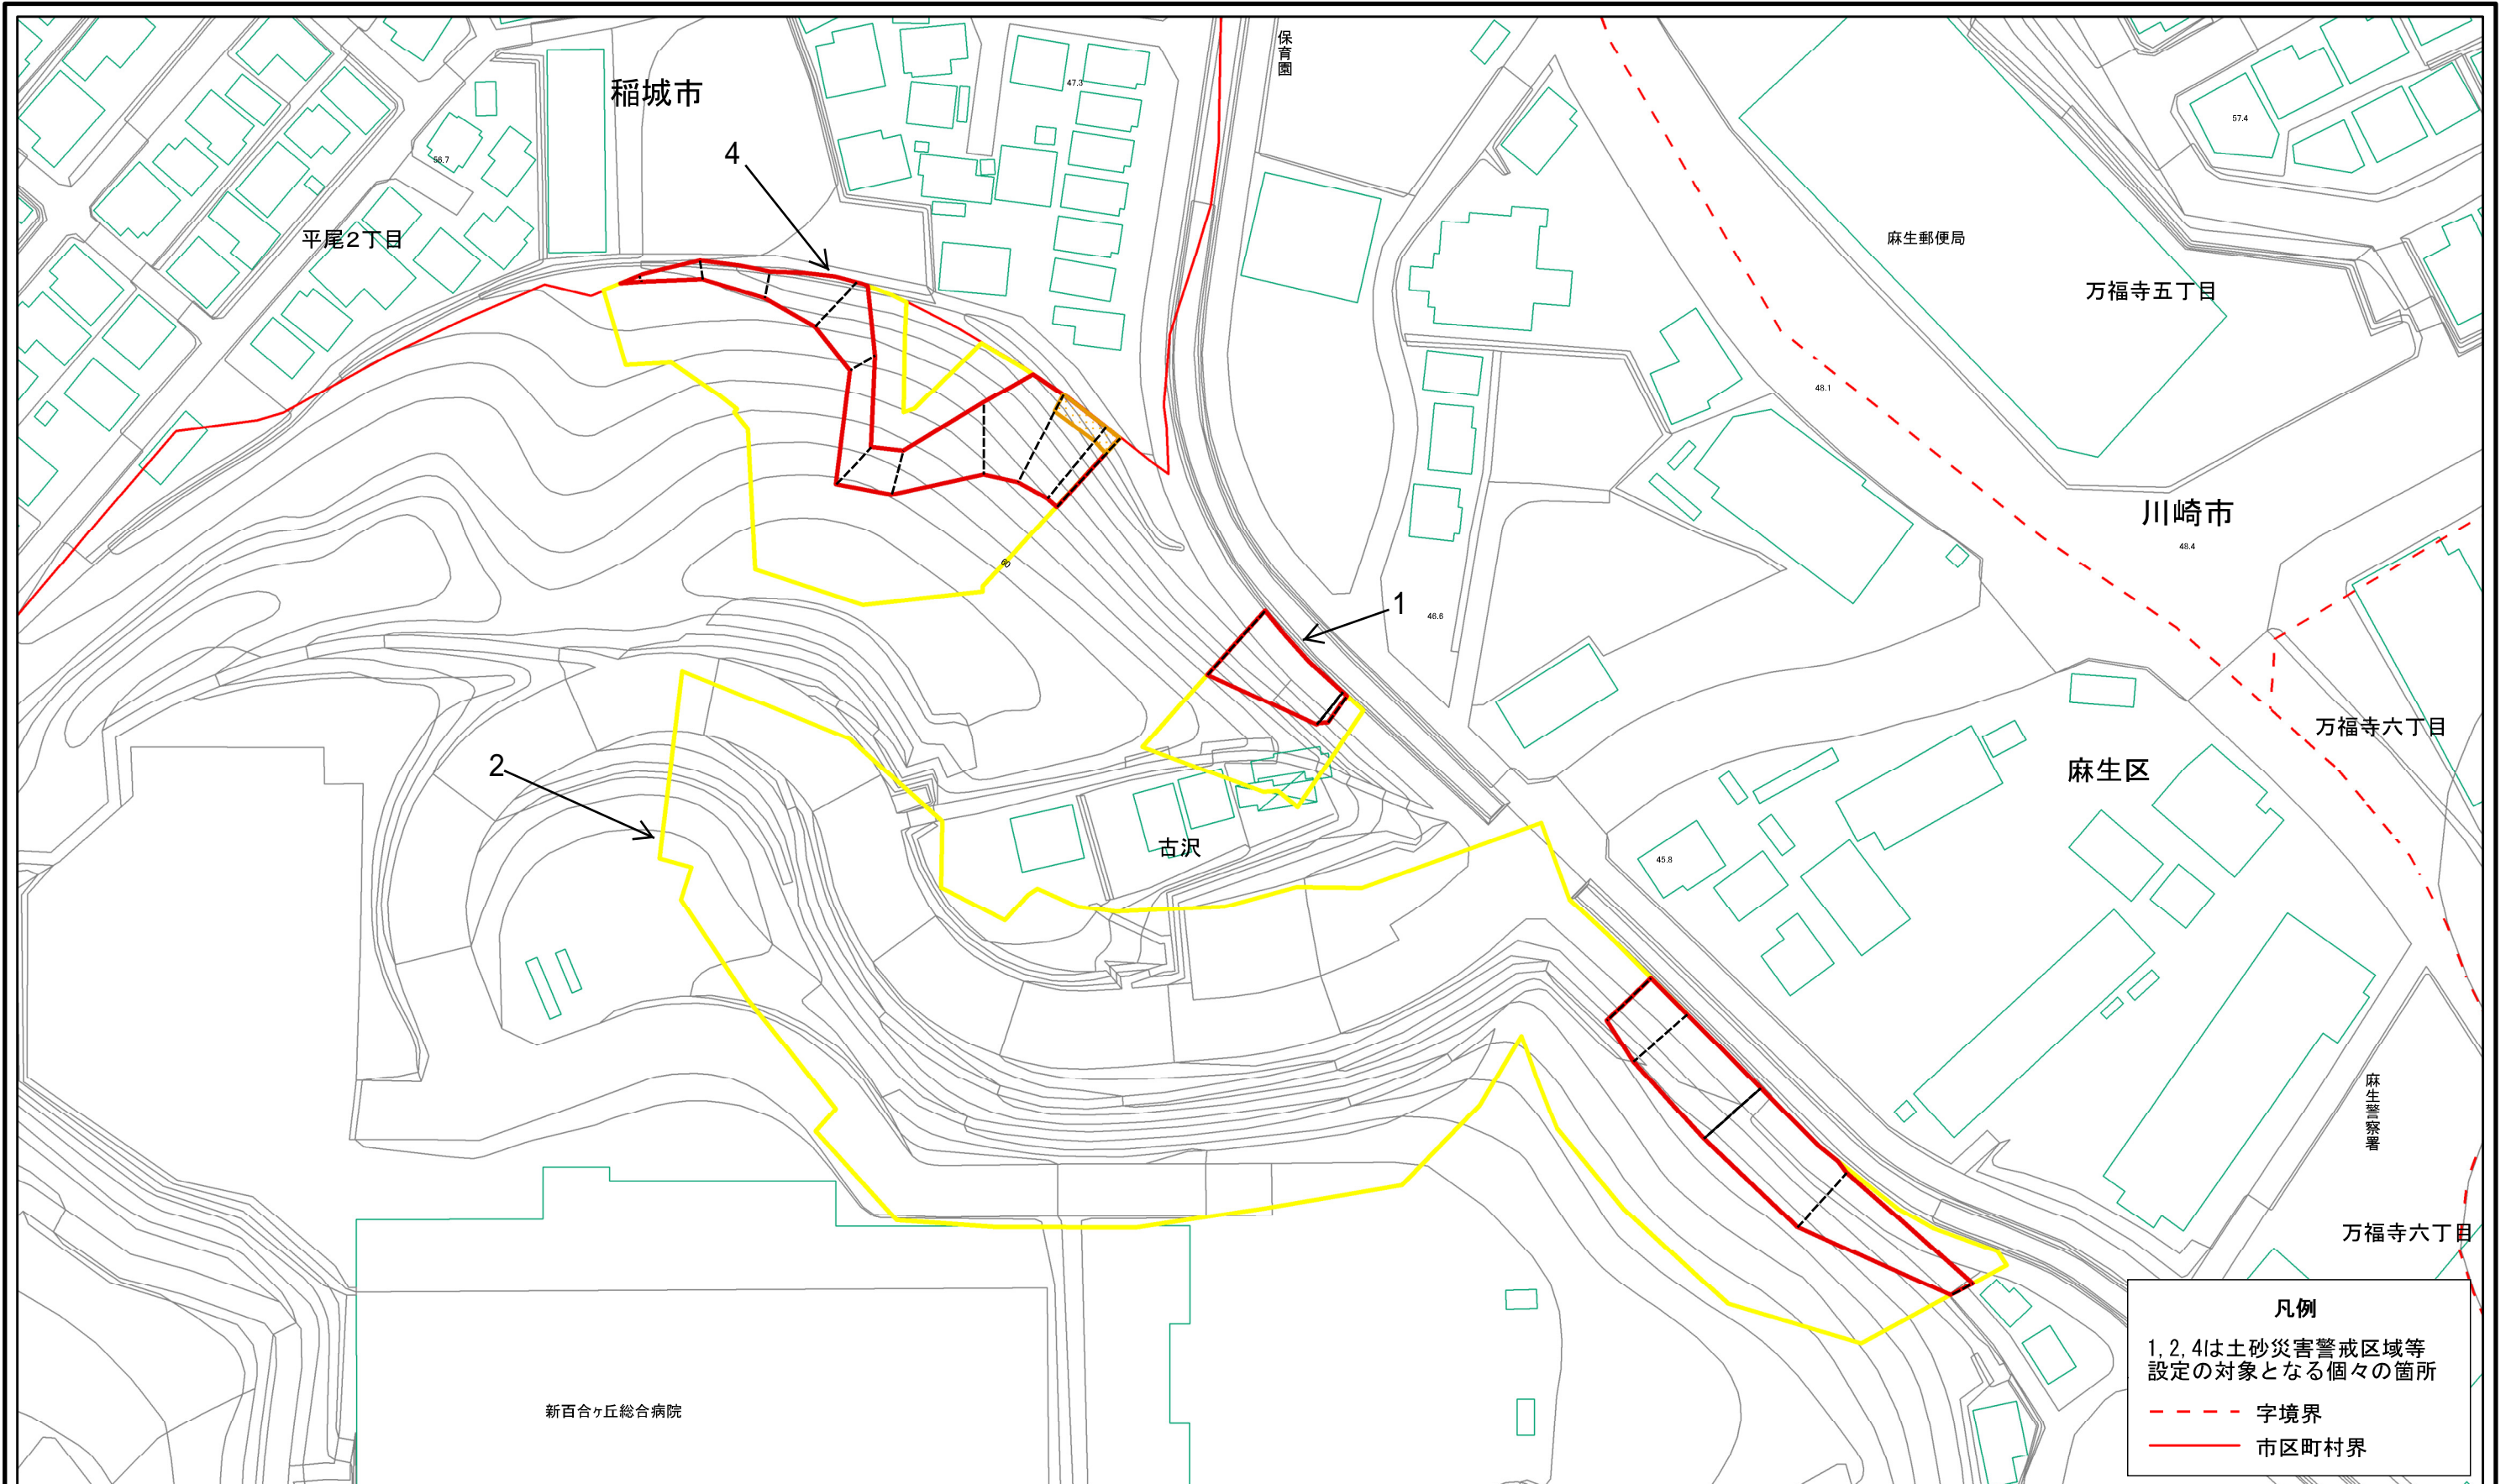 保育園
稲城市
47.3
57.4
4
56.7
平尾2丁目
麻生郵便局
万福寺五丁目
48.1
川崎市
48.4
60
1
46.6
万福寺六丁目
2
麻生区
古沢
45.8
麻生警察署
万福寺六丁目
凡例
1,2,4は土砂災害警戒区域等
設定の対象となる個々の箇所
字境界
市区町村界
新百合ヶ丘総合病院